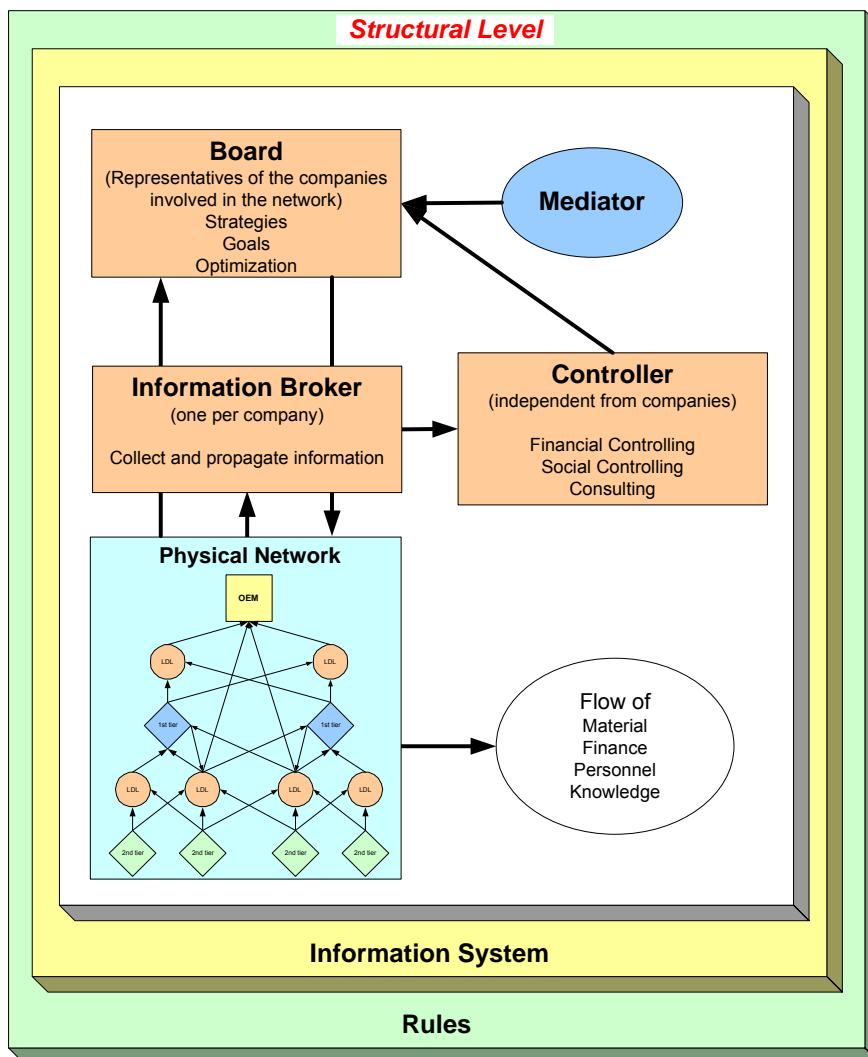 Structural Level
Board
(Representatives of the companies
involved in the network)
Strategies
Goals
Optimization
Mediator
Information Broker
(one per company)
Collect and propagate information
Controller
(independent from companies)
Financial Controlling
Social Controlling
Consulting
Physical Network
OEM
LDL
LDL
1st tier
1st tier
LDL
LDL
LDL
LDL
2nd tier
2nd tier
2nd tier
2nd tier
Flow of
Material
Finance
Personnel
Knowledge
Information System
Rules